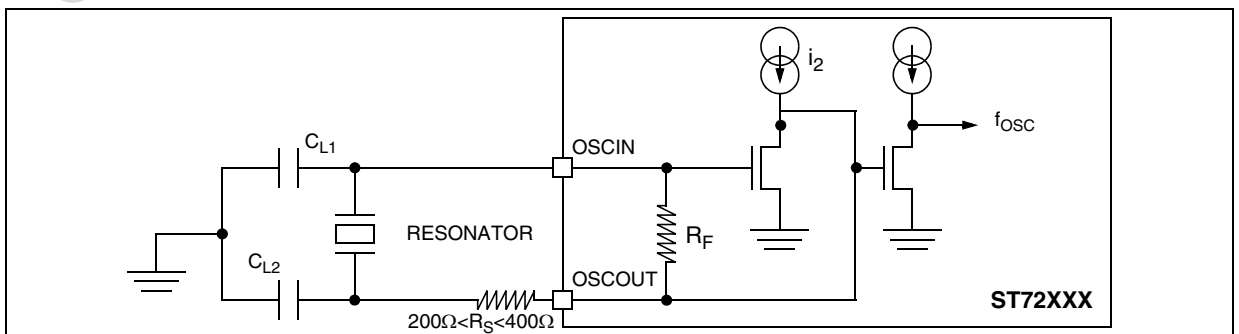 i2
fOSC
CL1
OSCIN
RESONATOR
RF
CL2
OSCOUT
200Ω<RS<400Ω
ST72XXX